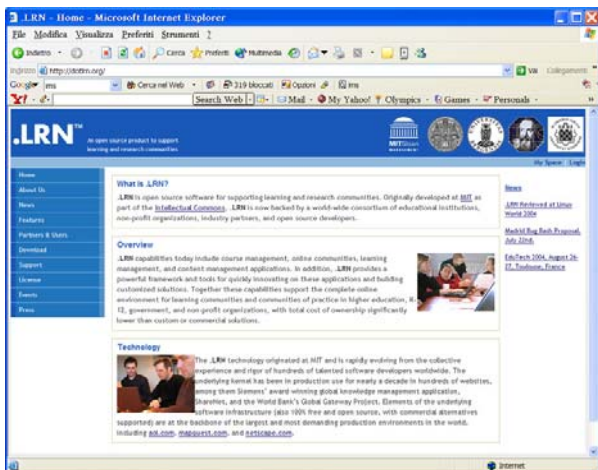 .LRN - Home - Microsoft Internet Explorer
File Modifica Visualizza Preferiti Strumenti ?
Indietro Cerca Preferiti Multimedia
Indirizzo http://dotlrn.org/ Vai Collegamenti
Google ims Cerca nel Web 319 bloccati Opzioni ims
Y! Search Web Mail My Yahoo! Olympics Games Personals
.LRN™ An open source product to support
learning and research communities
MITSloan
MANAGEMENT
My Space Login
Home
About Us
News
Features
Partners & Users
Download
Support
License
Events
Press
What is .LRN?
.LRN is open source software for supporting learning and research communities. Originally developed at MIT as
part of the Intellectual Commons. .LRN is now backed by a world-wide consortium of educational institutions,
non-profit organizations, industry partners, and open source developers.
Overview
.LRN capabilities today include course management, online communities, learning
management, and content management applications. In addition, .LRN provides a
powerful framework and tools for quickly innovating on these applications and building
customized solutions. Together these capabilities support the complete online
environment for learning communities and communities of practice in higher education, K-
12, government, and non-profit organizations, with total cost of ownership significantly
lower than custom or commercial solutions.
Technology
The .LRN technology originated at MIT and is rapidly evolving from the collective
experience and rigor of hundreds of talented software developers worldwide. The
underlying kernel has been in production use for nearly a decade in hundreds of websites,
among them Siemens' award winning global knowledge management application,
ShareNet, and the World Bank's Global Gateway Project. Elements of the underlying
software infrastructure (also 100% free and open source, with commercial alternatives
supported) are at the backbone of the largest and most demanding production environments in the world,
including aol.com, mapquest.com, and netscape.com.
News
.LRN Reviewed at Linux
World 2004
Madrid Bug Bash Proposal,
July 22nd.
EduTech 2004, August 26-
27, Toulouse, France
Internet